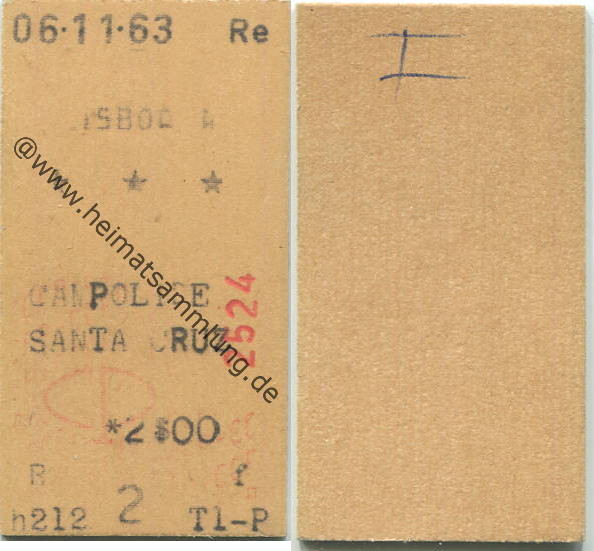 06·11·63 Re
* * *
CAMPOLIDE
SANTA CRUZ
2524
*2$00
R f
2
h212 T1-P
@www.heimatsammlung.de
I